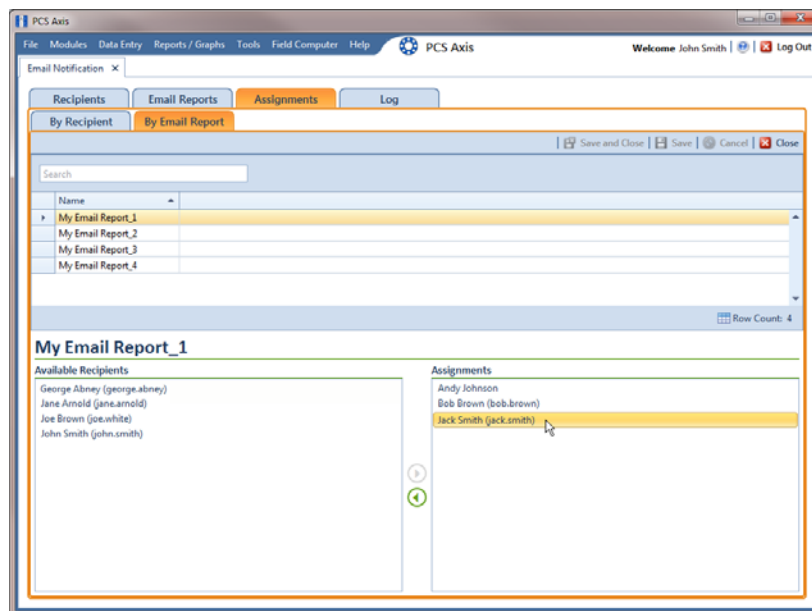 PCS Axis
File Modules Data Entry Reports / Graphs Tools Field Computer Help PCS Axis Welcome John Smith | Log Out
Email Notification X
Recipients Email Reports Assignments Log
By Recipient By Email Report
Save and Close | Save | Cancel | Close
Search
Name
My Email Report_1
My Email Report_2
My Email Report_3
My Email Report_4
Row Count: 4
My Email Report_1
Available Recipients Assignments
George Abney (george.abney) Andy Johnson
Jane Arnold (jane.arnold) Bob Brown (bob.brown)
Joe Brown (joe.white) Jack Smith (jack.smith)
John Smith (john.smith)